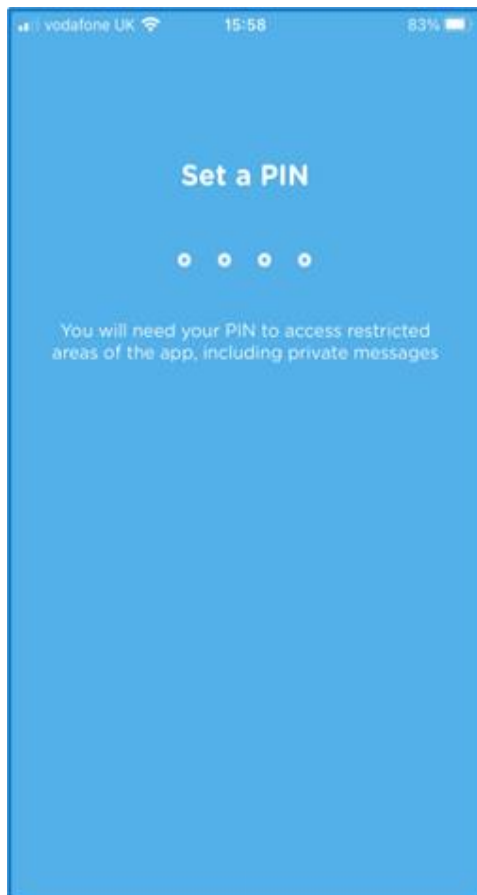 vodafone UK 15:58 83%
Set a PIN
You will need your PIN to access restricted
areas of the app, including private messages